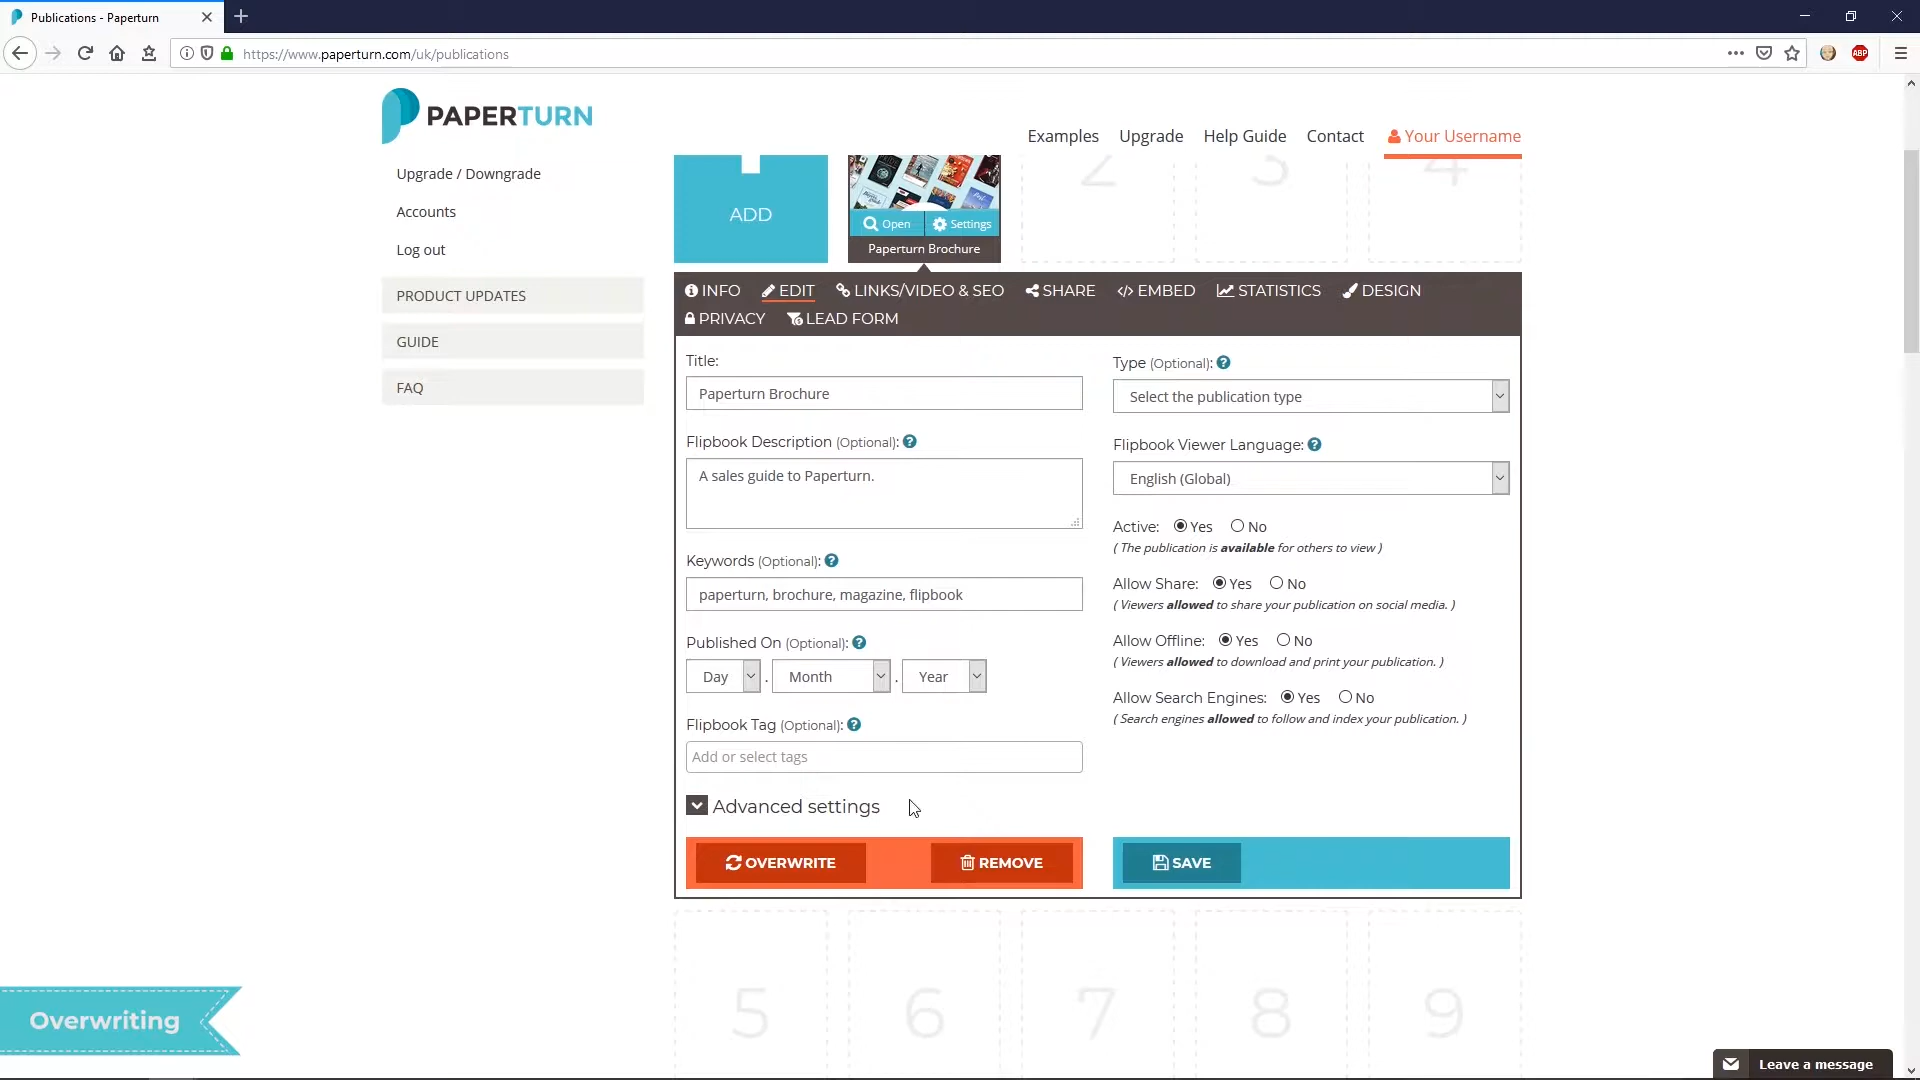 Publications - Paperturn
https://www.paperturn.com/uk/publications
ABP
PAPERTURN
Examples
Upgrade
Help Guide
Contact
Your Username
Upgrade / Downgrade
Accounts
Log out
PRODUCT UPDATES
GUIDE
FAQ
ADD
Open
Settings
Paperturn Brochure
2
3
4
INFO
EDIT
LINKS/VIDEO & SEO
SHARE
EMBED
STATISTICS
DESIGN
PRIVACY
LEAD FORM
Title:
Paperturn Brochure
Flipbook Description (Optional): ?
A sales guide to Paperturn.
Keywords (Optional): ?
paperturn, brochure, magazine, flipbook
Published On (Optional): ?
Day . Month . Year
Flipbook Tag (Optional): ?
Add or select tags
Advanced settings
OVERWRITE
REMOVE
Type (Optional): ?
Select the publication type
Flipbook Viewer Language: ?
English (Global)
Active: Yes No
( The publication is available for others to view )
Allow Share: Yes No
( Viewers allowed to share your publication on social media. )
Allow Offline: Yes No
( Viewers allowed to download and print your publication. )
Allow Search Engines: Yes No
( Search engines allowed to follow and index your publication. )
SAVE
5
6
7
8
9
Overwriting
Leave a message